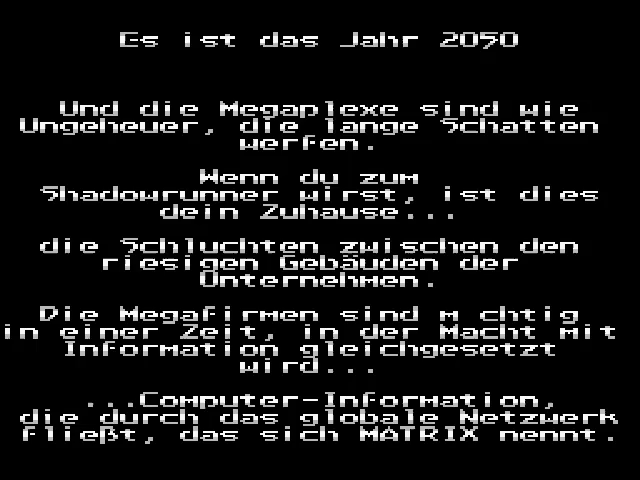 Es ist das Jahr 2050
Und die Megaplexe sind wie
Ungeheuer, die lange Schatten
werfen.
Wenn du zum
Shadowrunner wirst, ist dies
dein Zuhause...
die Schluchten zwischen den
riesigen Gebäuden der
Unternehmen.
Die Megafirmen sind m chtig
in einer Zeit, in der Macht mit
Information gleichgesetzt
wird...
...Computer-Information,
die durch das globale Netzwerk
fließt, das sich MATRIX nennt.